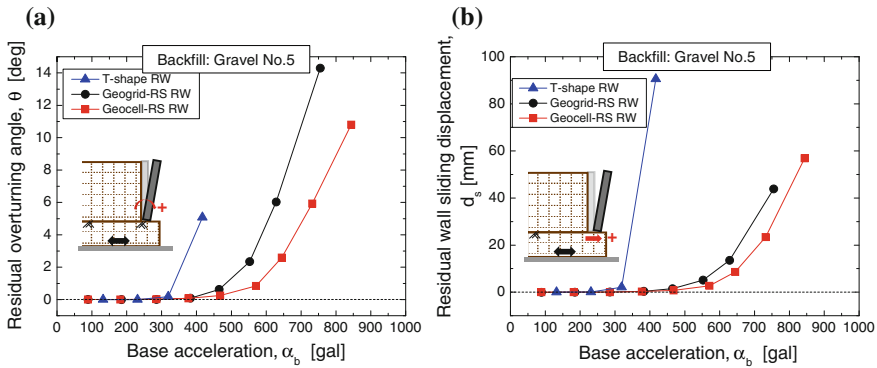 (a)
Backfill: Gravel No.5
T-shape RW
Geogrid-RS RW
Geocell-RS RW
Residual overturning angle, θ [deg]
14
12
10
8
6
4
2
0
+
0 100 200 300 400 500 600 700 800 900 1000
Base acceleration, α_b [gal]
(b)
Backfill: Gravel No.5
T-shape RW
Geogrid-RS RW
Geocell-RS RW
Residual wall sliding displacement,
d_s [mm]
100
80
60
40
20
0
+
0 100 200 300 400 500 600 700 800 900 1000
Base acceleration, α_b [gal]